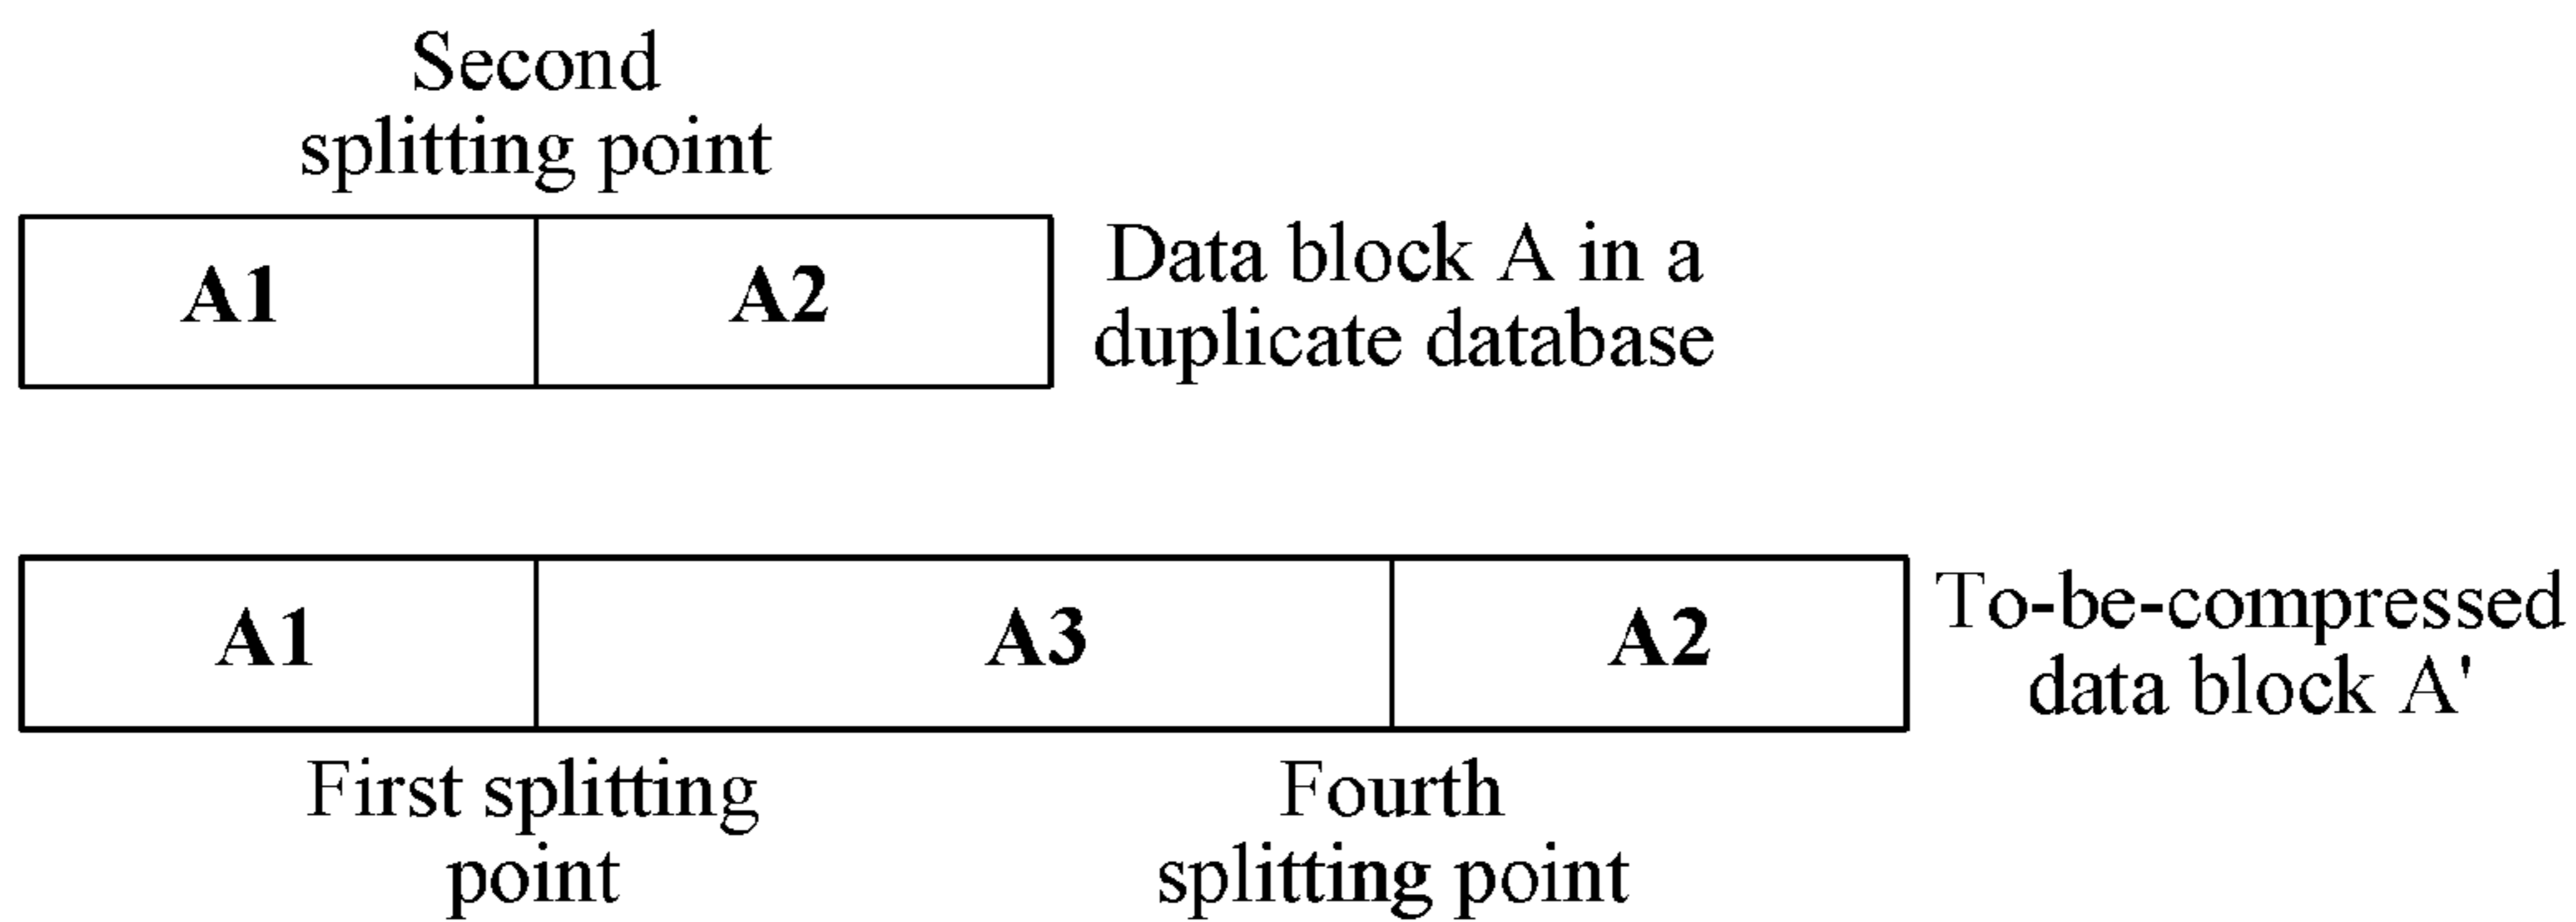 Second
splitting point
A1
A2
Data block A in a
duplicate database
A1
A3
A2
To-be-compressed
data block A'
First splitting
point
Fourth
splitting point